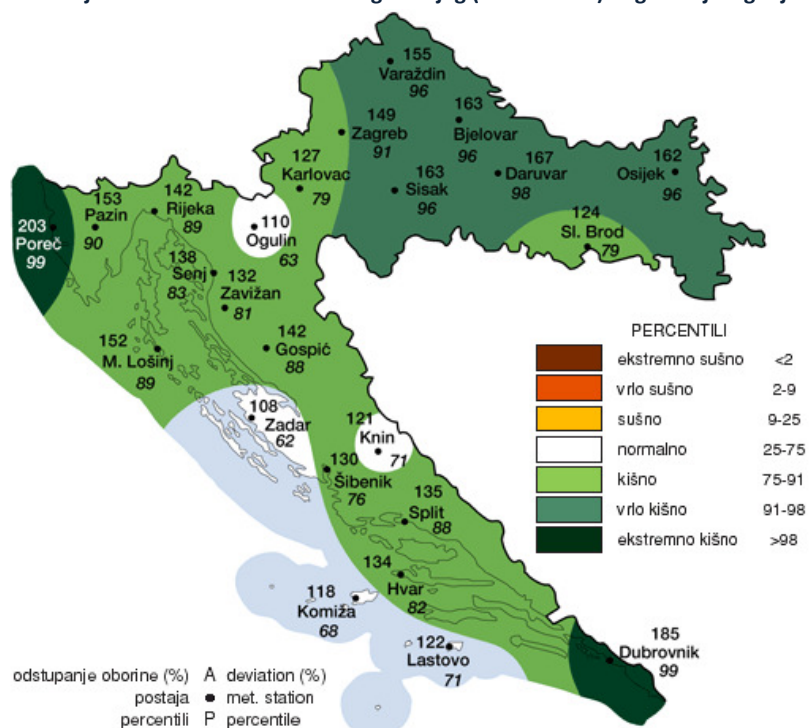 155
Varaždin
96
149
Zagreb
91
163
Bjelovar
96
127
Karlovac
79
163
Sisak
96
167
Daruvar
98
162
Osijek
96
124
Sl. Brod
79
203
Poreč
99
153
Pazin
90
142
Rijeka
89
110
Ogulin
63
138
Senj
83
132
Zavižan
81
152
M. Lošinj
89
142
Gospić
88
108
Zadar
62
121
Knin
71
130
Šibenik
76
135
Split
88
134
Hvar
82
118
Komiža
68
122
Lastovo
71
185
Dubrovnik
99
PERCENTILI
ekstremno sušno <2
vrlo sušno 2-9
sušno 9-25
normalno 25-75
kišno 75-91
vrlo kišno 91-98
ekstremno kišno >98
odstupanje oborine (%) A deviation (%)
postaja ● met. station
percentili P percentile